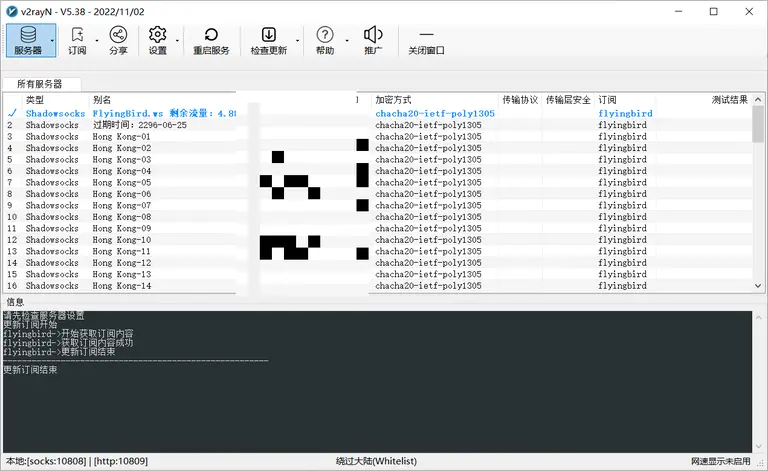 v2rayN - V5.38 - 2022/11/02
服务器 订阅 分享 设置 重启服务 检查更新 帮助 推广 关闭窗口
所有服务器
类型 别名 加密方式 传输协议 传输层安全 订阅 测试结果
Shadowsocks FlyingBird.ws 剩余流量: chacha20-ietf-poly1305 flyingbird
2 Shadowsocks 过期时间：2296-06-25 chacha20-ietf-poly1305 flyingbird
3 Shadowsocks Hong Kong-01 chacha20-ietf-poly1305 flyingbird
4 Shadowsocks Hong Kong-02 chacha20-ietf-poly1305 flyingbird
5 Shadowsocks Hong Kong-03 chacha20-ietf-poly1305 flyingbird
6 Shadowsocks Hong Kong-04 chacha20-ietf-poly1305 flyingbird
7 Shadowsocks Hong Kong-05 chacha20-ietf-poly1305 flyingbird
8 Shadowsocks Hong Kong-06 chacha20-ietf-poly1305 flyingbird
9 Shadowsocks Hong Kong-07 chacha20-ietf-poly1305 flyingbird
10 Shadowsocks Hong Kong-08 chacha20-ietf-poly1305 flyingbird
11 Shadowsocks Hong Kong-09 chacha20-ietf-poly1305 flyingbird
12 Shadowsocks Hong Kong-10 chacha20-ietf-poly1305 flyingbird
13 Shadowsocks Hong Kong-11 chacha20-ietf-poly1305 flyingbird
14 Shadowsocks Hong Kong-12 chacha20-ietf-poly1305 flyingbird
15 Shadowsocks Hong Kong-13 chacha20-ietf-poly1305 flyingbird
16 Shadowsocks Hong Kong-14 chacha20-ietf-poly1305 flyingbird
信息
请先检查服务器设置
更新订阅开始
flyingbird->开始获取订阅内容
flyingbird->获取订阅内容成功
flyingbird->更新订阅结束
------------------------------------------------------------
更新订阅结束
本地:[socks:10808] | [http:10809] 绕过大陆(Whitelist) 网速显示未启用